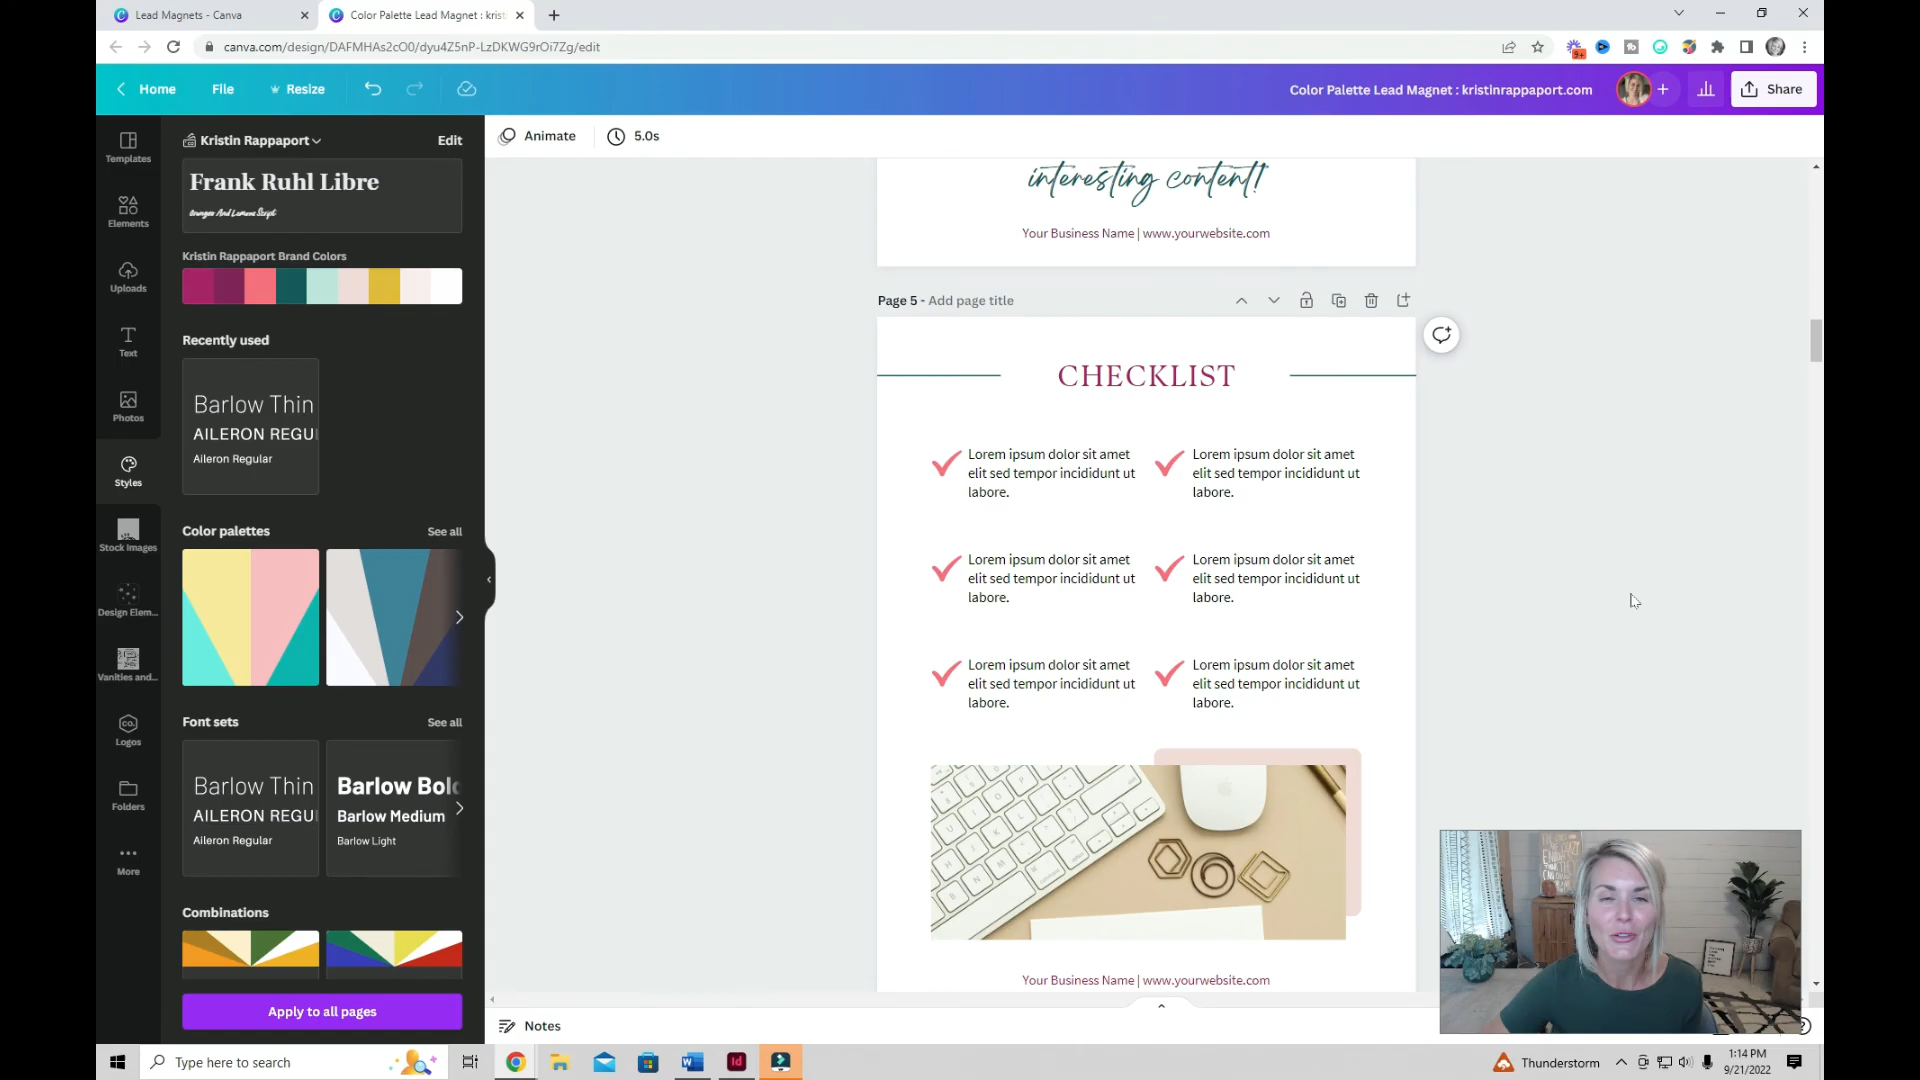 Lead Magnets - Canva
Color Palette Lead Magnet : krist
canva.com/design/DAFMHAs2cO0/dyu4Z5nP-LzDKWG9rOi7Zg/edit
9+
Home
File
Resize
Color Palette Lead Magnet : kristinrappaport.com
Share
Animate
5.0s
Templates
Elements
Uploads
Text
Photos
Styles
Stock Images
Design Elem...
Vanities and...
Logos
Folders
More
Kristin Rappaport
Edit
Frank Ruhl Libre
Kristin Rappaport Brand Colors
Recently used
Barlow Thin
AILERON REGU
Aileron Regular
Color palettes
See all
Font sets
See all
Barlow Thin
AILERON REGU
Aileron Regular
Barlow Bold
Barlow Medium
Barlow Light
Combinations
Apply to all pages
interesting content!
Your Business Name | www.yourwebsite.com
Page 5 - Add page title
CHECKLIST
Lorem ipsum dolor sit amet
elit sed tempor incididunt ut
labore.
Lorem ipsum dolor sit amet
elit sed tempor incididunt ut
labore.
Lorem ipsum dolor sit amet
elit sed tempor incididunt ut
labore.
Lorem ipsum dolor sit amet
elit sed tempor incididunt ut
labore.
Lorem ipsum dolor sit amet
elit sed tempor incididunt ut
labore.
Lorem ipsum dolor sit amet
elit sed tempor incididunt ut
labore.
Your Business Name | www.yourwebsite.com
Notes
Type here to search
Thunderstorm
1:14 PM
9/21/2022